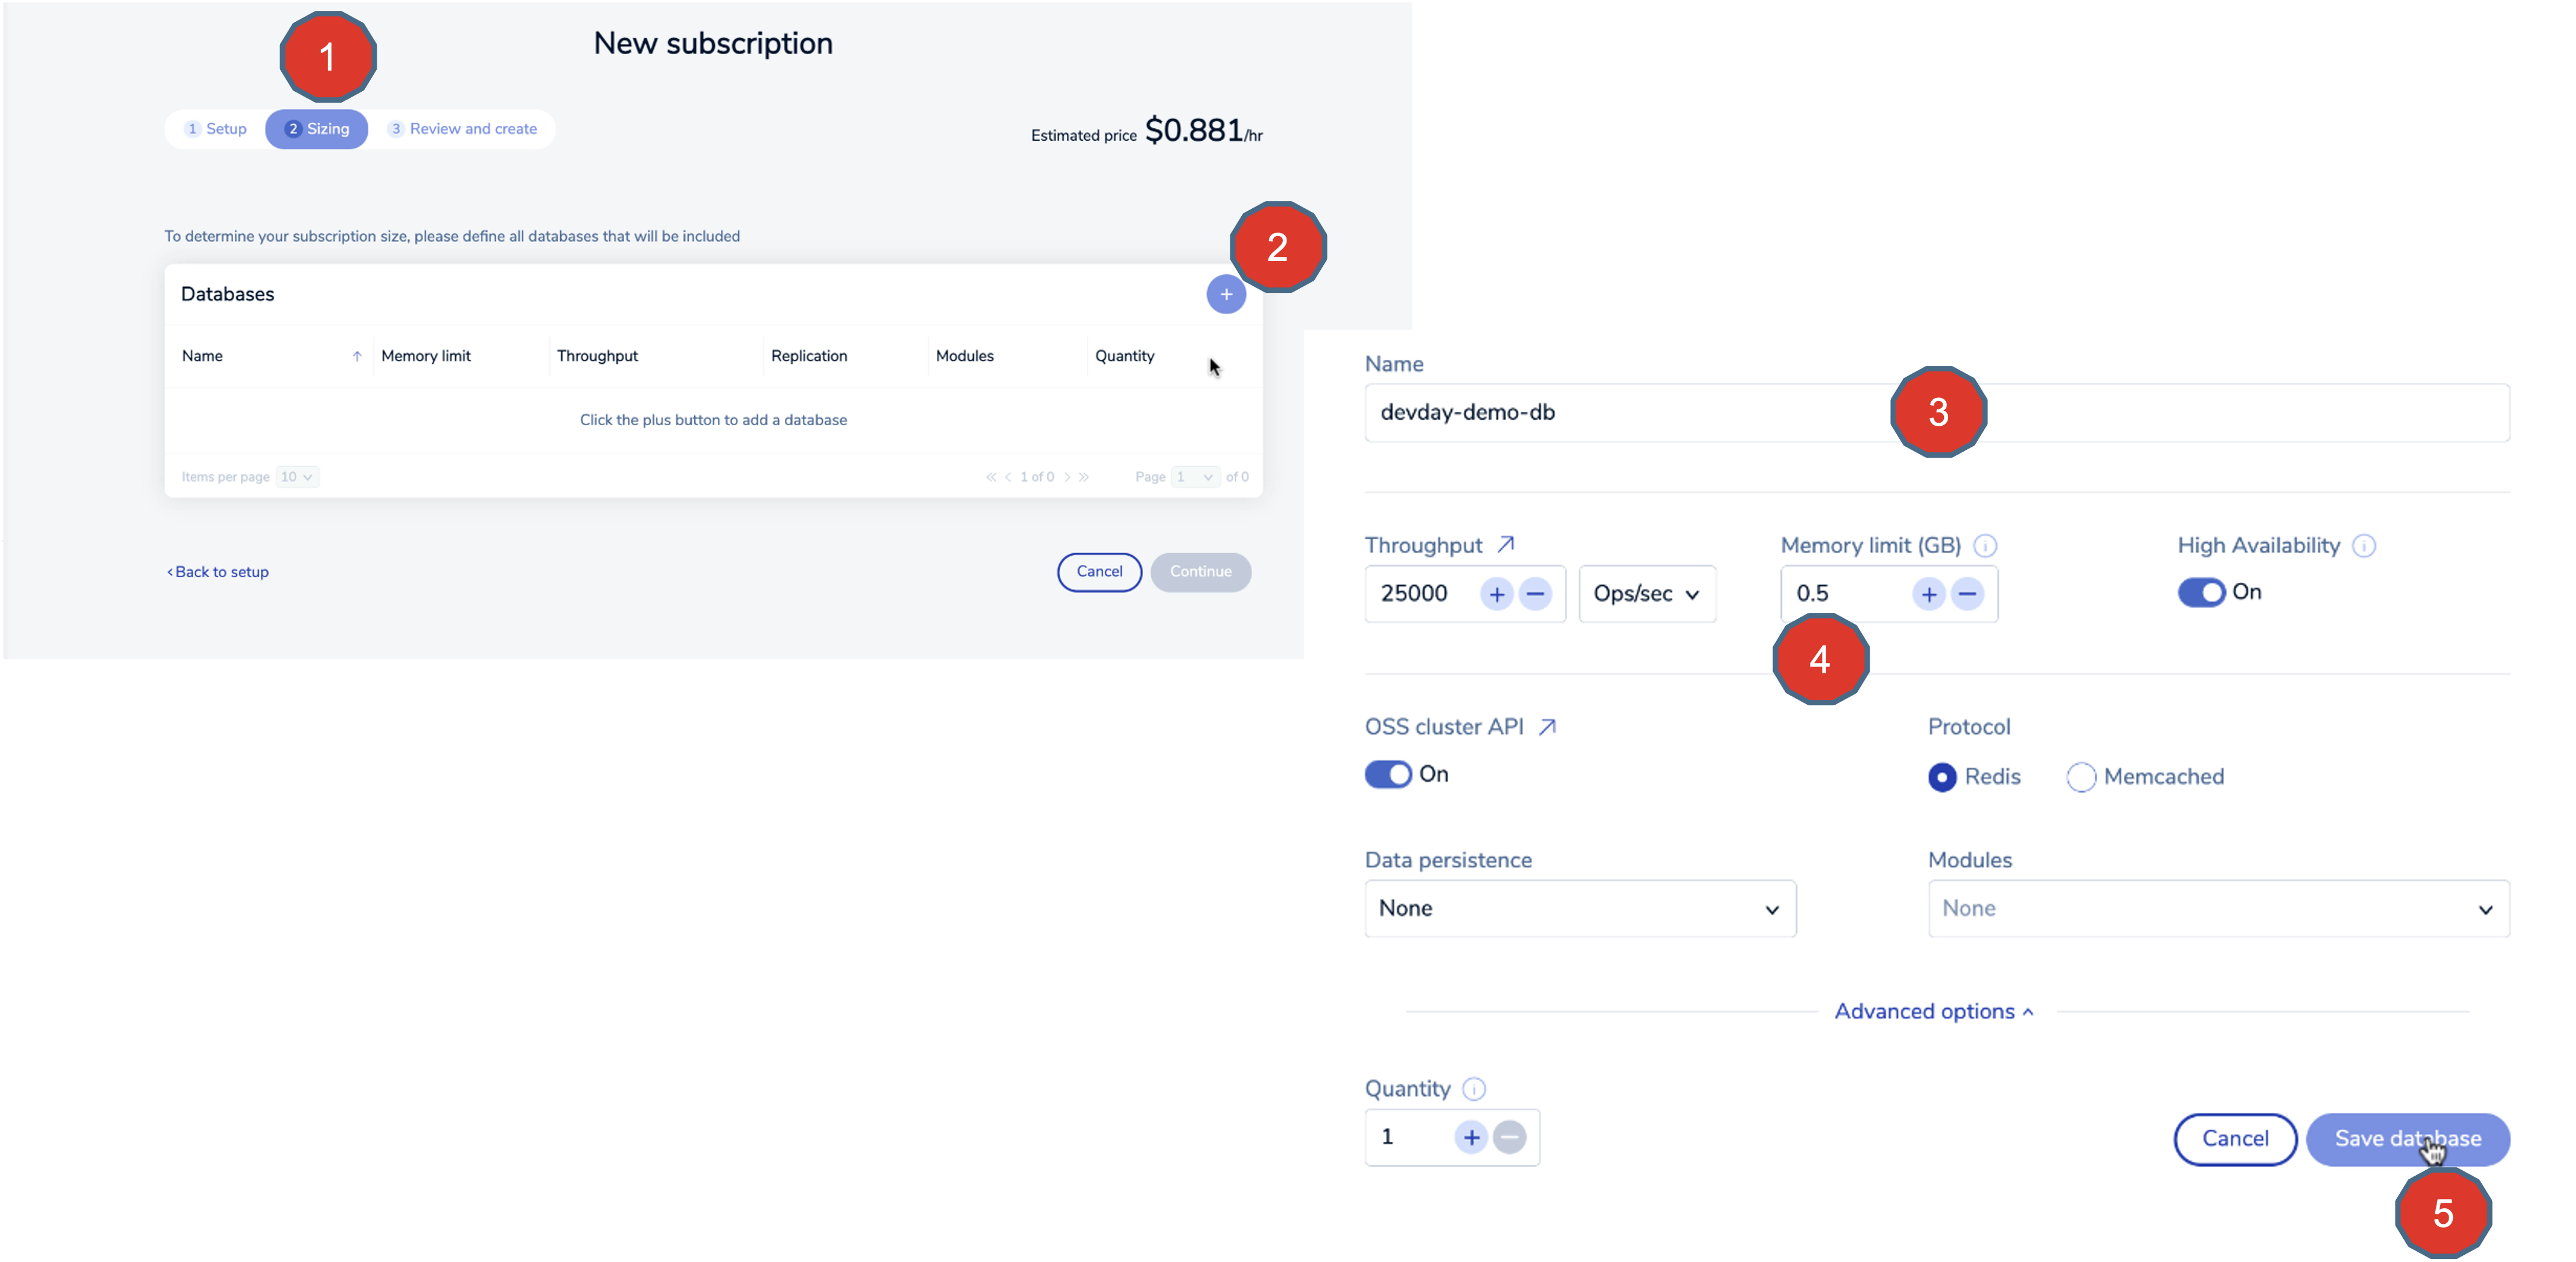 1
New subscription
1 Setup 2 Sizing 3 Review and create
Estimated price $0.881/hr
To determine your subscription size, please define all databases that will be included
2
Databases
+
Name ↑ Memory limit Throughput Replication Modules Quantity
Click the plus button to add a database
Items per page 10 « < 1 of 0 > » Page 1 of 0
<Back to setup
Cancel Continue
Name
devday-demo-db
3
Throughput Memory limit (GB) High Availability
25000 + − Ops/sec 0.5 + − On
4
OSS cluster API Protocol
On Redis Memcached
Data persistence Modules
None None
Advanced options
Quantity
1 + −
Cancel Save database
5